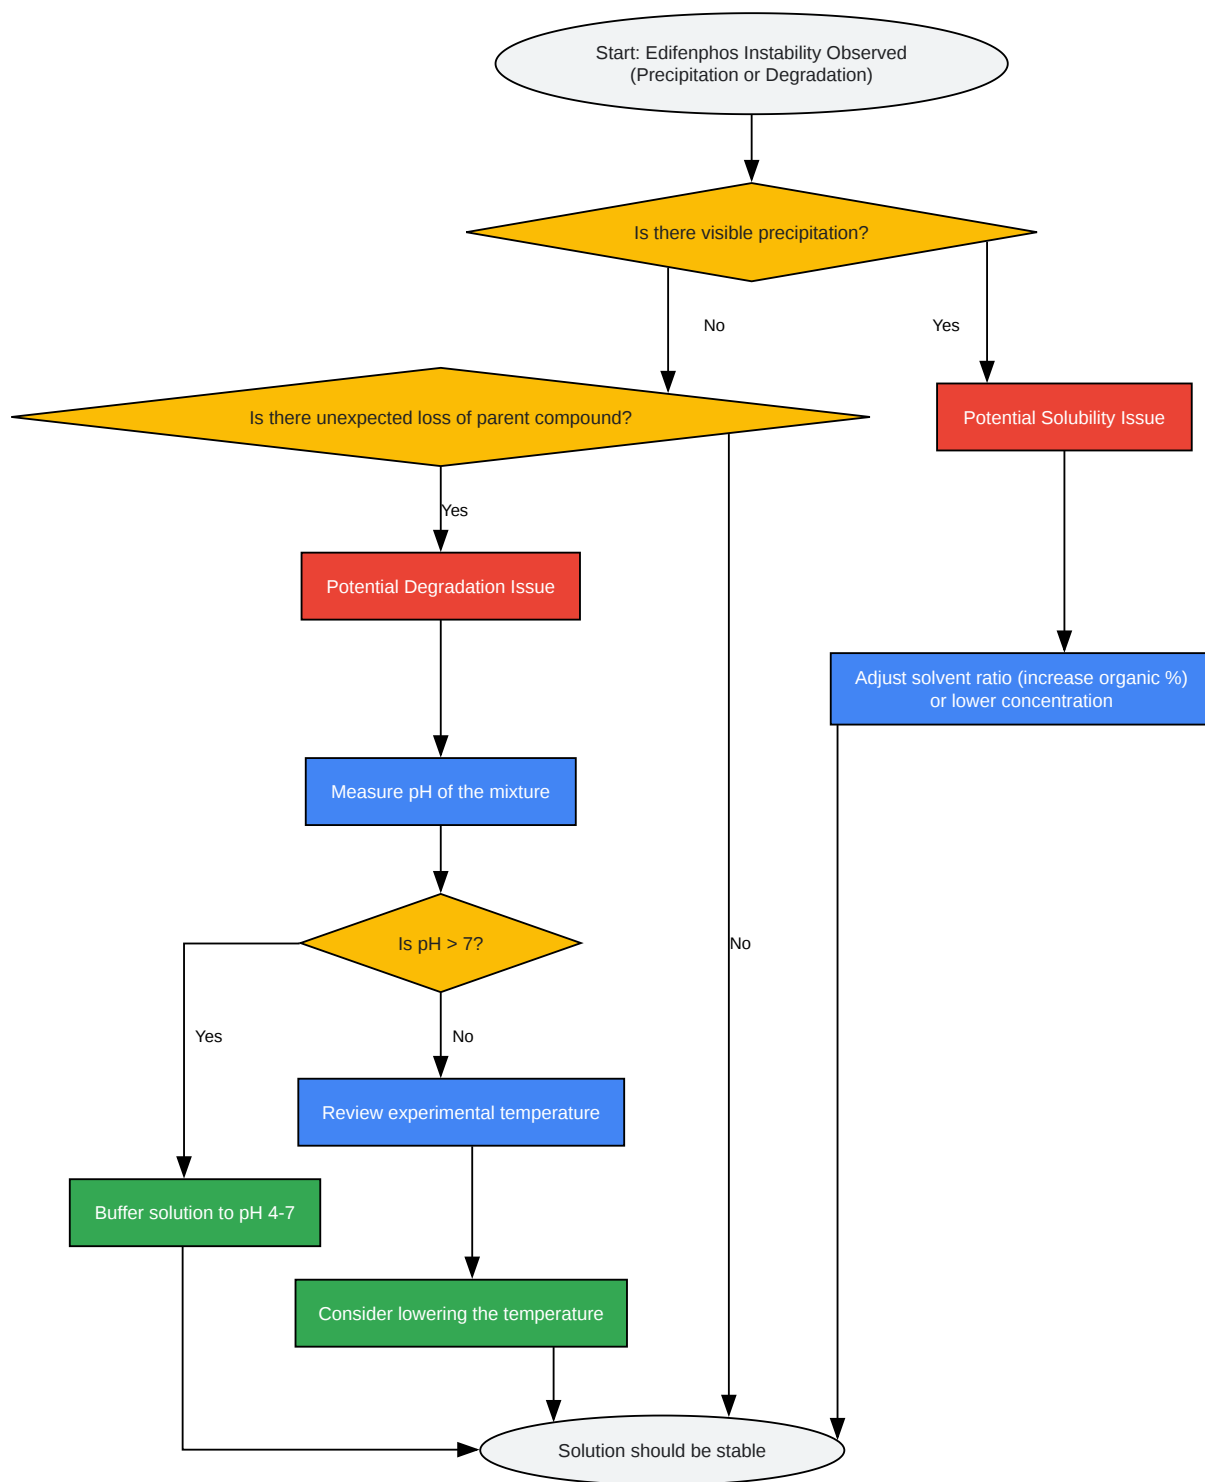 Start: Edifenphos Instability Observed
(Precipitation or Degradation)
Is there visible precipitation?
No
Yes
Is there unexpected loss of parent compound?
Potential Solubility Issue
Yes
Potential Degradation Issue
Adjust solvent ratio (increase organic %)
or lower concentration
Measure pH of the mixture
Is pH > 7?
No
Yes
No
Review experimental temperature
Buffer solution to pH 4-7
Consider lowering the temperature
Solution should be stable